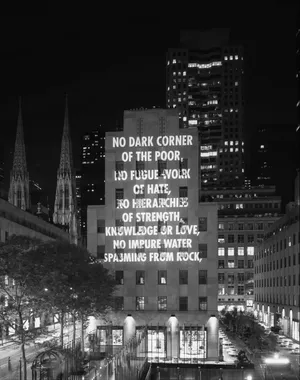 NO DARK CORNER
OF THE POOR,
NO FUGUE-WORK
OF HATE,
NO HIERARCHIES
OF STRENGTH,
KNOWLEDGE OR LOVE,
NO IMPURE WATER
SPASMING FROM ROCK,